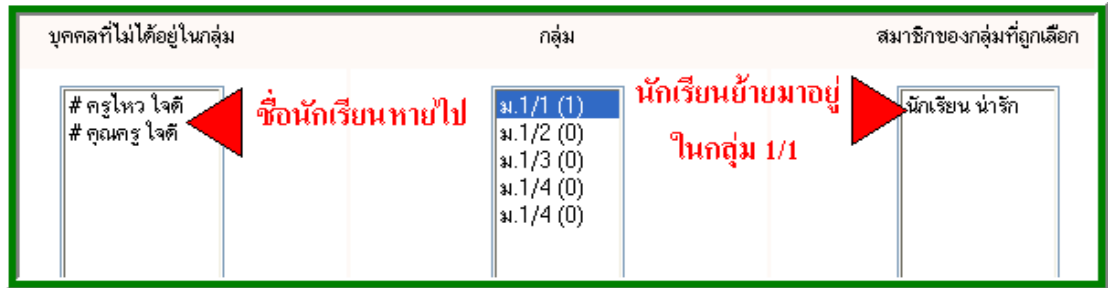 บุคคลที่ไม่ได้อยู่ในกลุ่ม
กลุ่ม
สมาชิกของกลุ่มที่ถูกเลือก
# ครูไหว ใจดี
# คุณครู ใจดี
ชื่อนักเรียนหายไป
ม.1/1 (1)
ม.1/2 (0)
ม.1/3 (0)
ม.1/4 (0)
ม.1/4 (0)
นักเรียนย้ายมาอยู่
ในกลุ่ม 1/1
นักเรียน น่ารัก